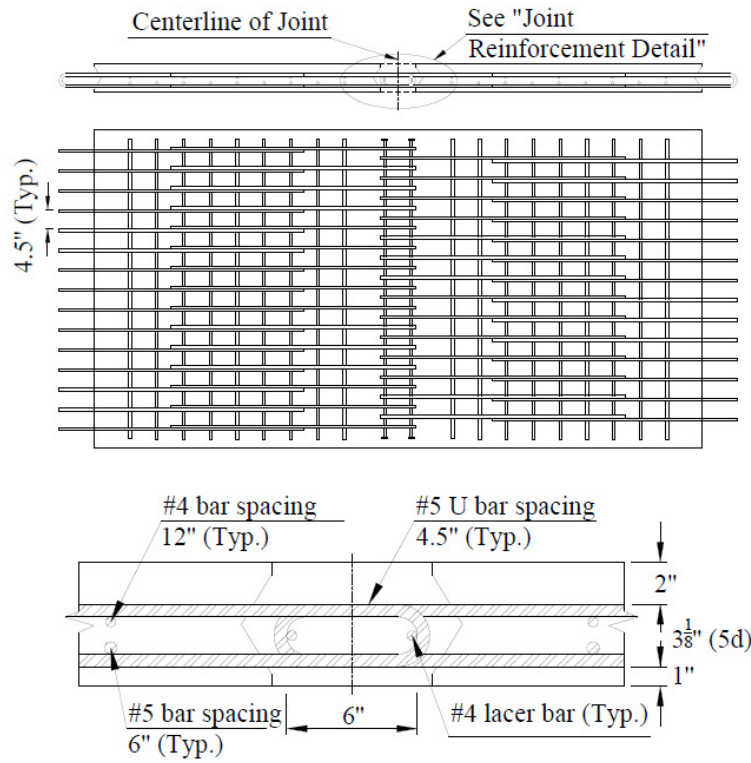 Centerline of Joint
See "Joint
Reinforcement Detail"
4.5" (Typ.)
#4 bar spacing
12" (Typ.)
#5 U bar spacing
4.5" (Typ.)
2"
3⅛" (5d)
1"
#5 bar spacing
6" (Typ.)
6"
#4 lacer bar (Typ.)